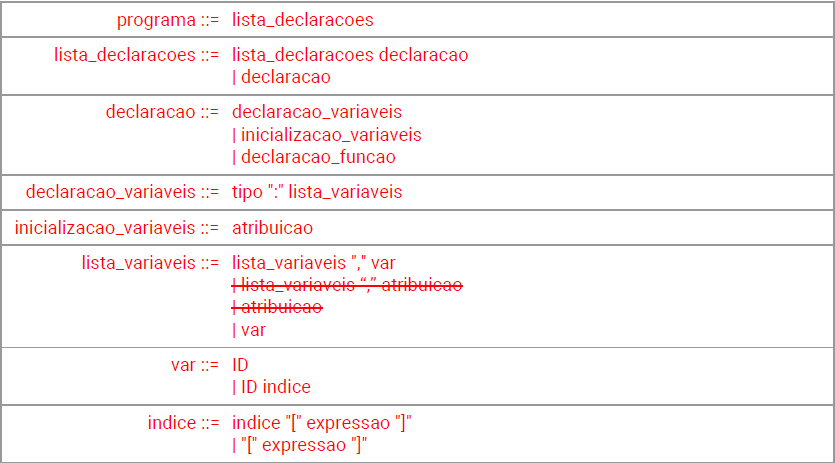 programa ::= lista_declaracoes
lista_declaracoes ::= lista_declaracoes declaracao
| declaracao
declaracao ::= declaracao_variaveis
| inicializacao_variaveis
| declaracao_funcao
declaracao_variaveis ::= tipo ":" lista_variaveis
inicializacao_variaveis ::= atribuicao
lista_variaveis ::= lista_variaveis "," var
| lista_variaveis “,” atribuicao
| atribuicao
| var
var ::= ID
| ID indice
indice ::= indice "[" expressao "]"
| "[" expressao "]"